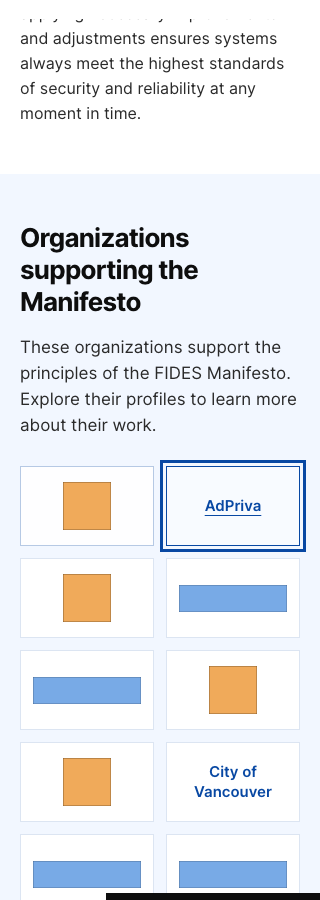 and adjustments ensures systems
always meet the highest standards
of security and reliability at any
moment in time.
Organizations
supporting the
Manifesto
These organizations support the
principles of the FIDES Manifesto.
Explore their profiles to learn more
about their work.
AdPriva
City of
Vancouver